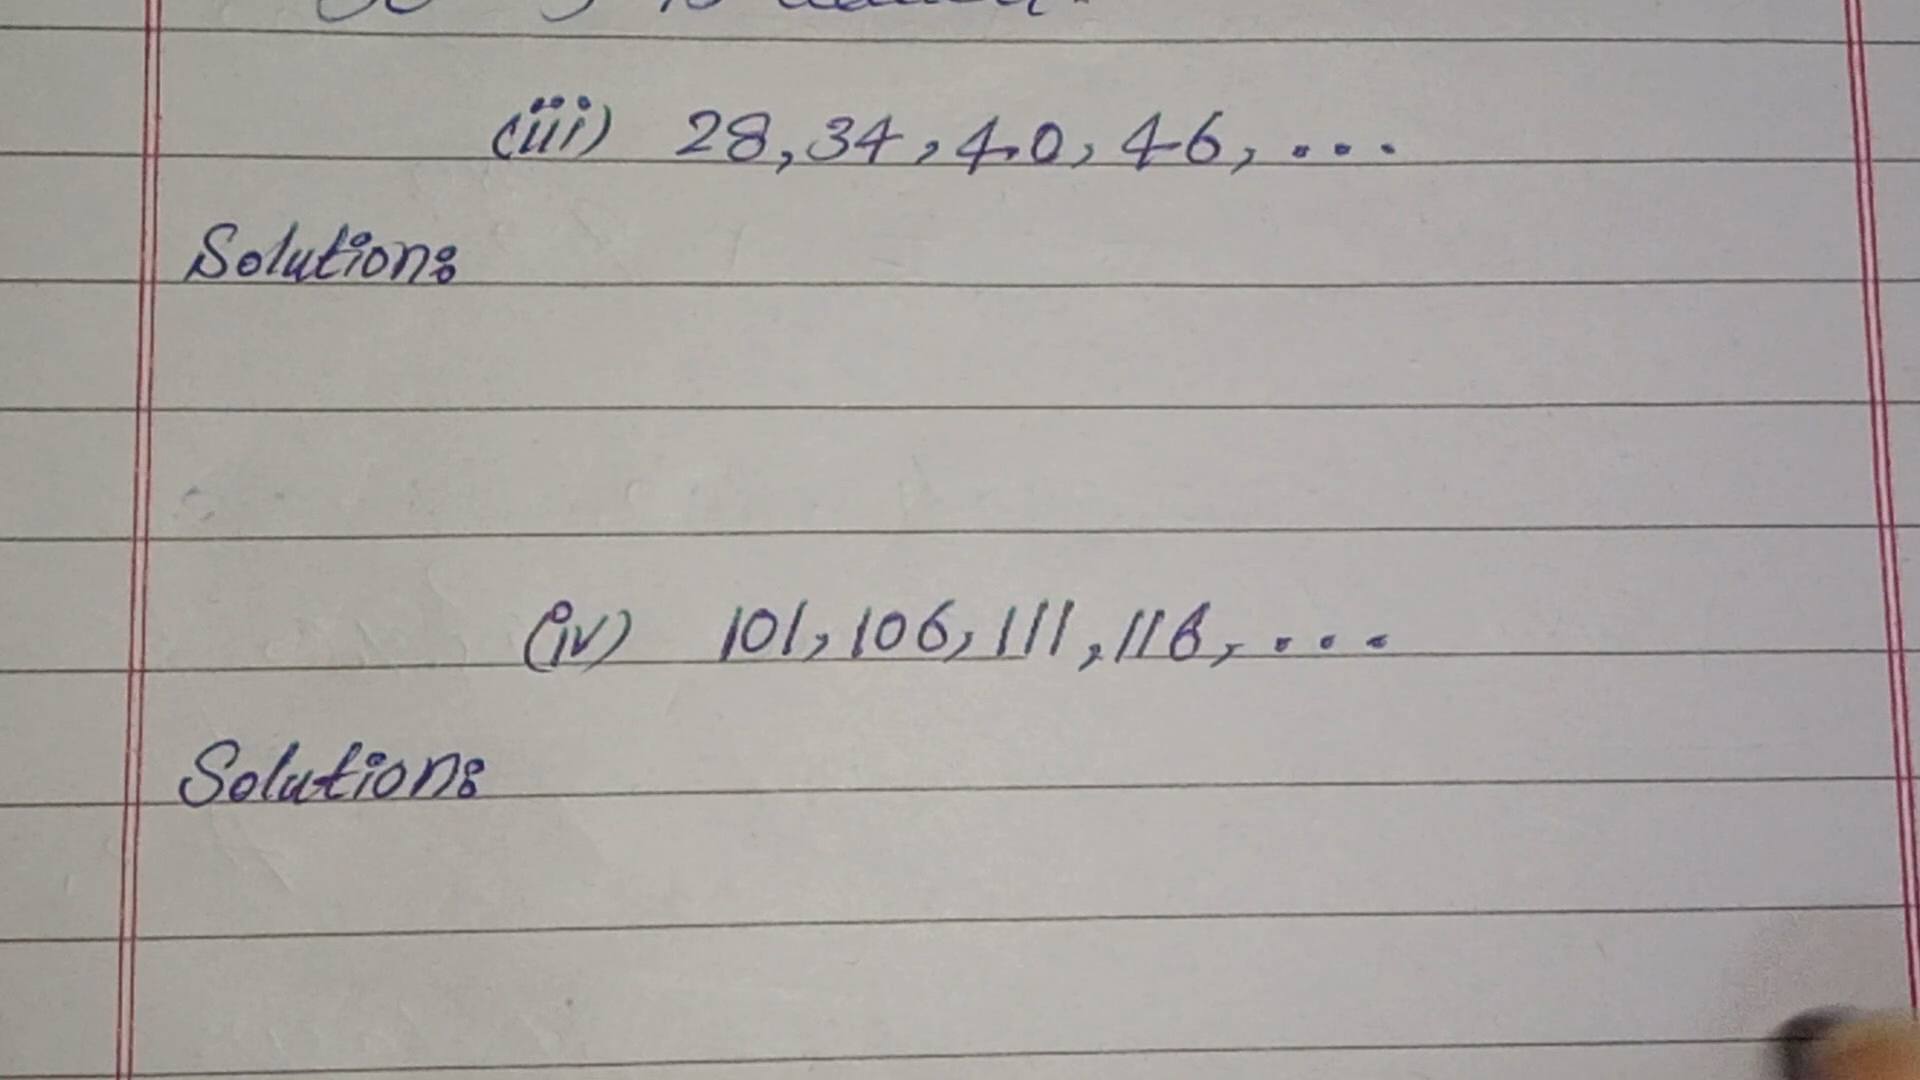 (iii) 28, 34, 40, 46, ...
Solution:
(iv) 101, 106, 111, 116, ...
Solution: